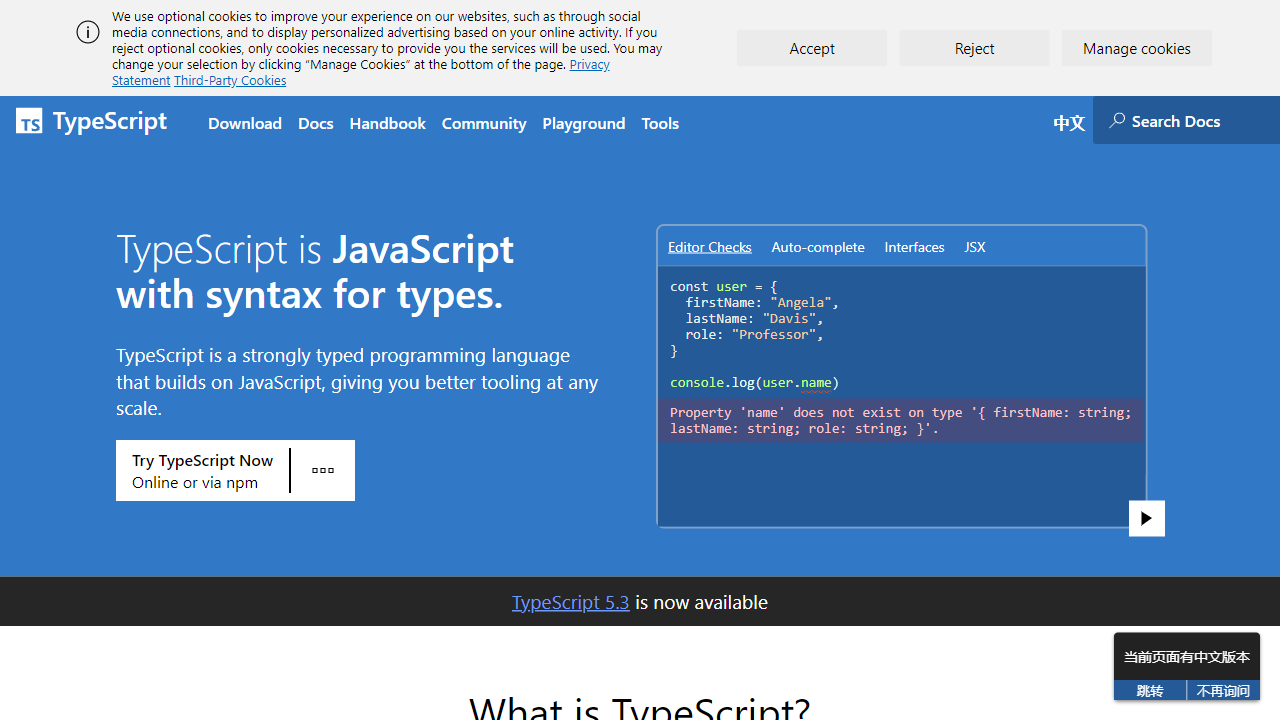 We use optional cookies to improve your experience on our websites, such as through social
media connections, and to display personalized advertising based on your online activity. If you
reject optional cookies, only cookies necessary to provide you the services will be used. You may
change your selection by clicking “Manage Cookies” at the bottom of the page. Privacy
Statement Third-Party Cookies
Accept
Reject
Manage cookies
TS TypeScript
Download
Docs
Handbook
Community
Playground
Tools
中文
Search Docs
TypeScript is JavaScript
with syntax for types.
TypeScript is a strongly typed programming language
that builds on JavaScript, giving you better tooling at any
scale.
Try TypeScript Now
Online or via npm
Editor Checks
Auto-complete
Interfaces
JSX
const user = {
firstName: "Angela",
lastName: "Davis",
role: "Professor",
}
console.log(user.name)
Property 'name' does not exist on type '{ firstName: string;
lastName: string; role: string; }'.
TypeScript 5.3 is now available
What is TypeScript?
当前页面有中文版本
跳转
不再询问